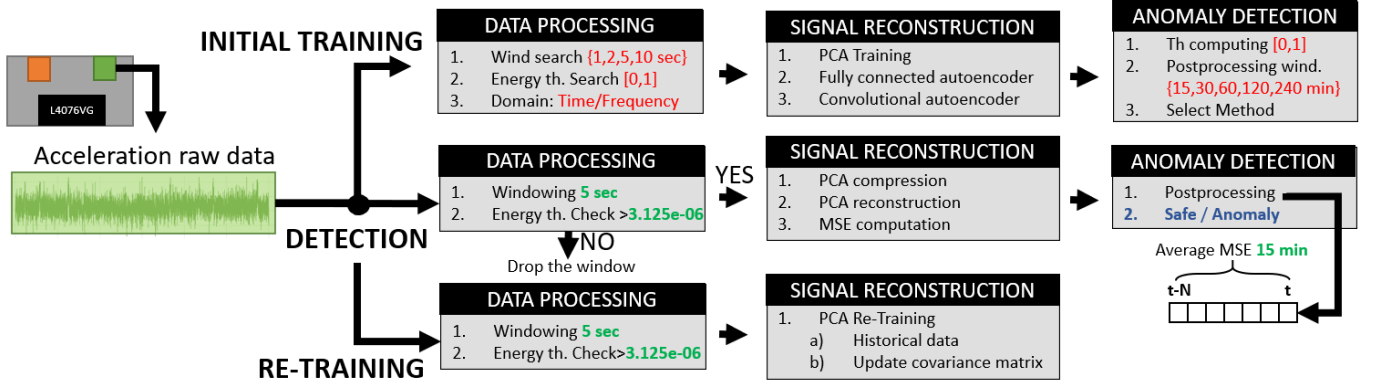 INITIAL TRAINING
DATA PROCESSING
1. Wind search {1,2,5,10 sec}
2. Energy th. Search [0,1]
3. Domain: Time/Frequency
SIGNAL RECONSTRUCTION
1. PCA Training
2. Fully connected autoencoder
3. Convolutional autoencoder
ANOMALY DETECTION
1. Th computing [0,1]
2. Postprocessing wind.
{15,30,60,120,240 min}
3. Select Method
L4076VG
Acceleration raw data
DETECTION
DATA PROCESSING
1. Windowing 5 sec
2. Energy th. Check >3.125e-06
YES
NO
Drop the window
SIGNAL RECONSTRUCTION
1. PCA compression
2. PCA reconstruction
3. MSE computation
ANOMALY DETECTION
1. Postprocessing
2. Safe / Anomaly
Average MSE 15 min
t-N t
RE-TRAINING
DATA PROCESSING
1. Windowing 5 sec
2. Energy th. Check>3.125e-06
SIGNAL RECONSTRUCTION
1. PCA Re-Training
a) Historical data
b) Update covariance matrix